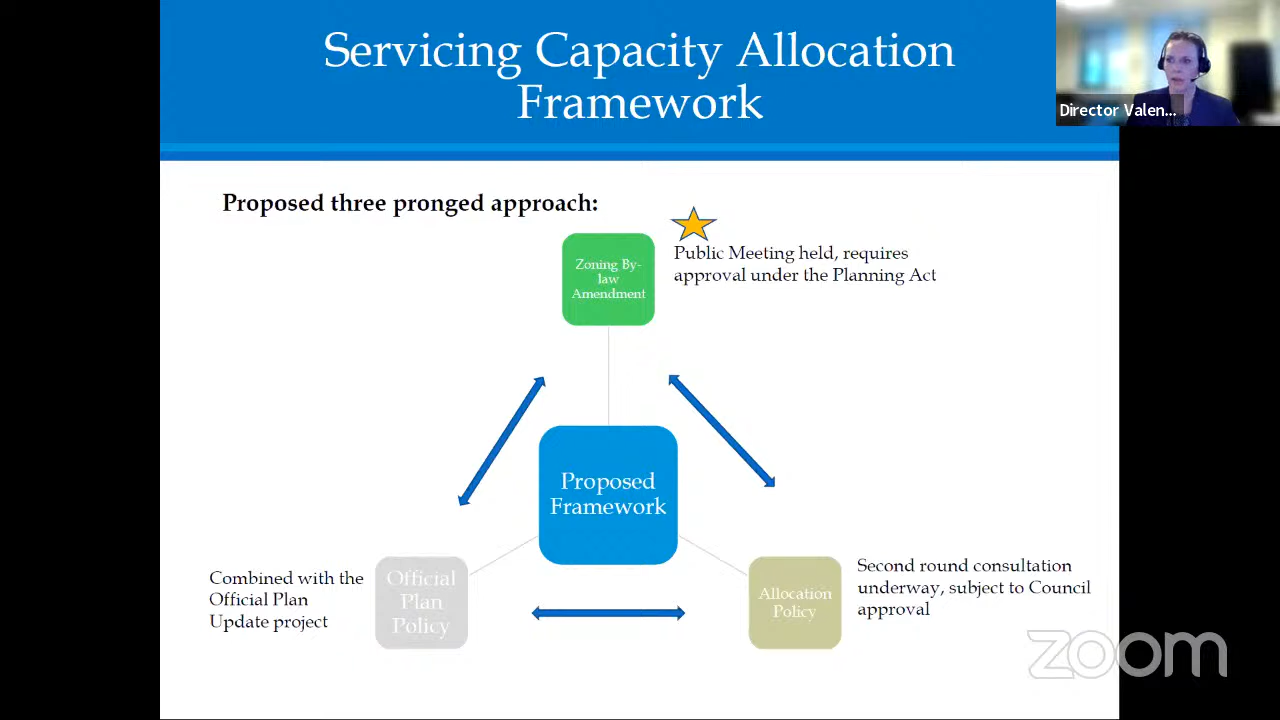 Servicing Capacity Allocation
Framework
Director Valen...
Proposed three pronged approach:
Zoning By-
law
Amendment
Public Meeting held, requires
approval under the Planning Act
Proposed
Framework
Combined with the
Official Plan
Update project
Official
Plan
Policy
Allocation
Policy
Second round consultation
underway, subject to Council
approval
zoom